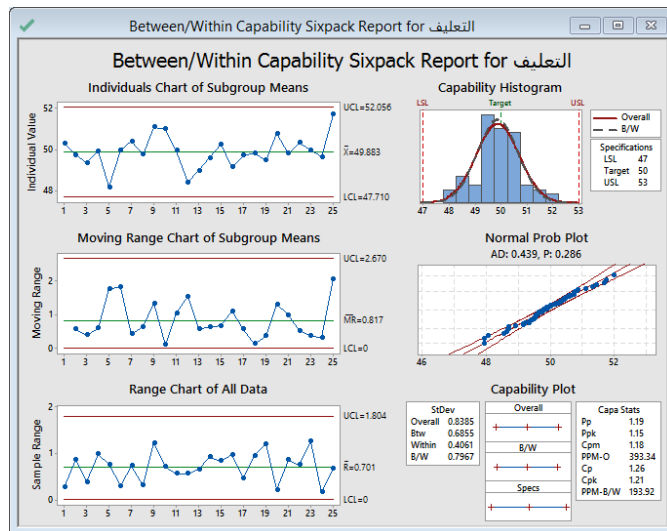 Between/Within Capability Sixpack Report for التعليف
Between/Within Capability Sixpack Report for التعليف
Individuals Chart of Subgroup Means
Individual Value
52
50
48
UCL=52.056
X̿=49.883
LCL=47.710
1 3 5 7 9 11 13 15 17 19 21 23 25
Moving Range Chart of Subgroup Means
Moving Range
2
1
0
UCL=2.670
M̅R̅=0.817
LCL=0
1 3 5 7 9 11 13 15 17 19 21 23 25
Range Chart of All Data
Sample Range
2
1
0
UCL=1.804
R̅=0.701
LCL=0
1 3 5 7 9 11 13 15 17 19 21 23 25
Capability Histogram
LSL Target USL
47 48 49 50 51 52 53
Overall
B/W
Specifications
LSL 47
Target 50
USL 53
Normal Prob Plot
AD: 0.439, P: 0.286
46 48 50 52
Capability Plot
StDev
Overall 0.8385
Btw 0.6855
Within 0.4061
B/W 0.7967
Overall
B/W
Specs
Capa Stats
Pp 1.19
Ppk 1.15
Cpm 1.18
PPM-O 393.34
Cp 1.26
Cpk 1.21
PPM-B/W 193.92